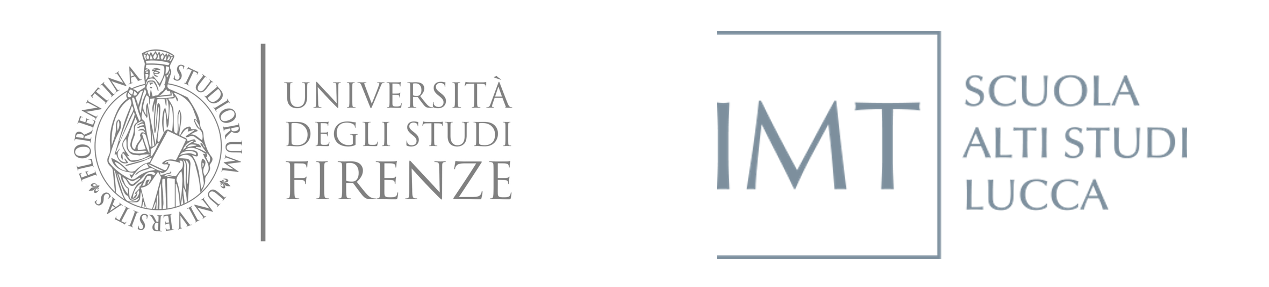 FLORENTINA STUDIORUM UNIVERSITAS
UNIVERSITÀ
DEGLI STUDI
FIRENZE
IMT
SCUOLA
ALTI STUDI
LUCCA